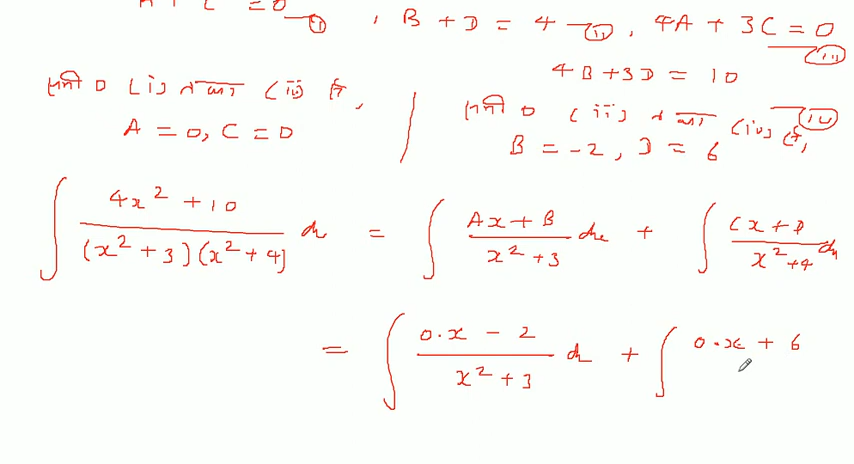 A + C = 0 (i) , B + D = 4 (ii) , 4A + 3C = 0 (iii)
4B + 3D = 10 (iv)
समी० (i) व (iii) से,
A = 0, C = 0
समी० (ii) व (iv) से,
B = -2, D = 6
∫ (4x² + 10) / ((x² + 3)(x² + 4)) dx = ∫ (Ax + B) / (x² + 3) dx + ∫ (Cx + D) / (x² + 4) dx
= ∫ (0.x - 2) / (x² + 3) dx + ∫ 0.x + 6